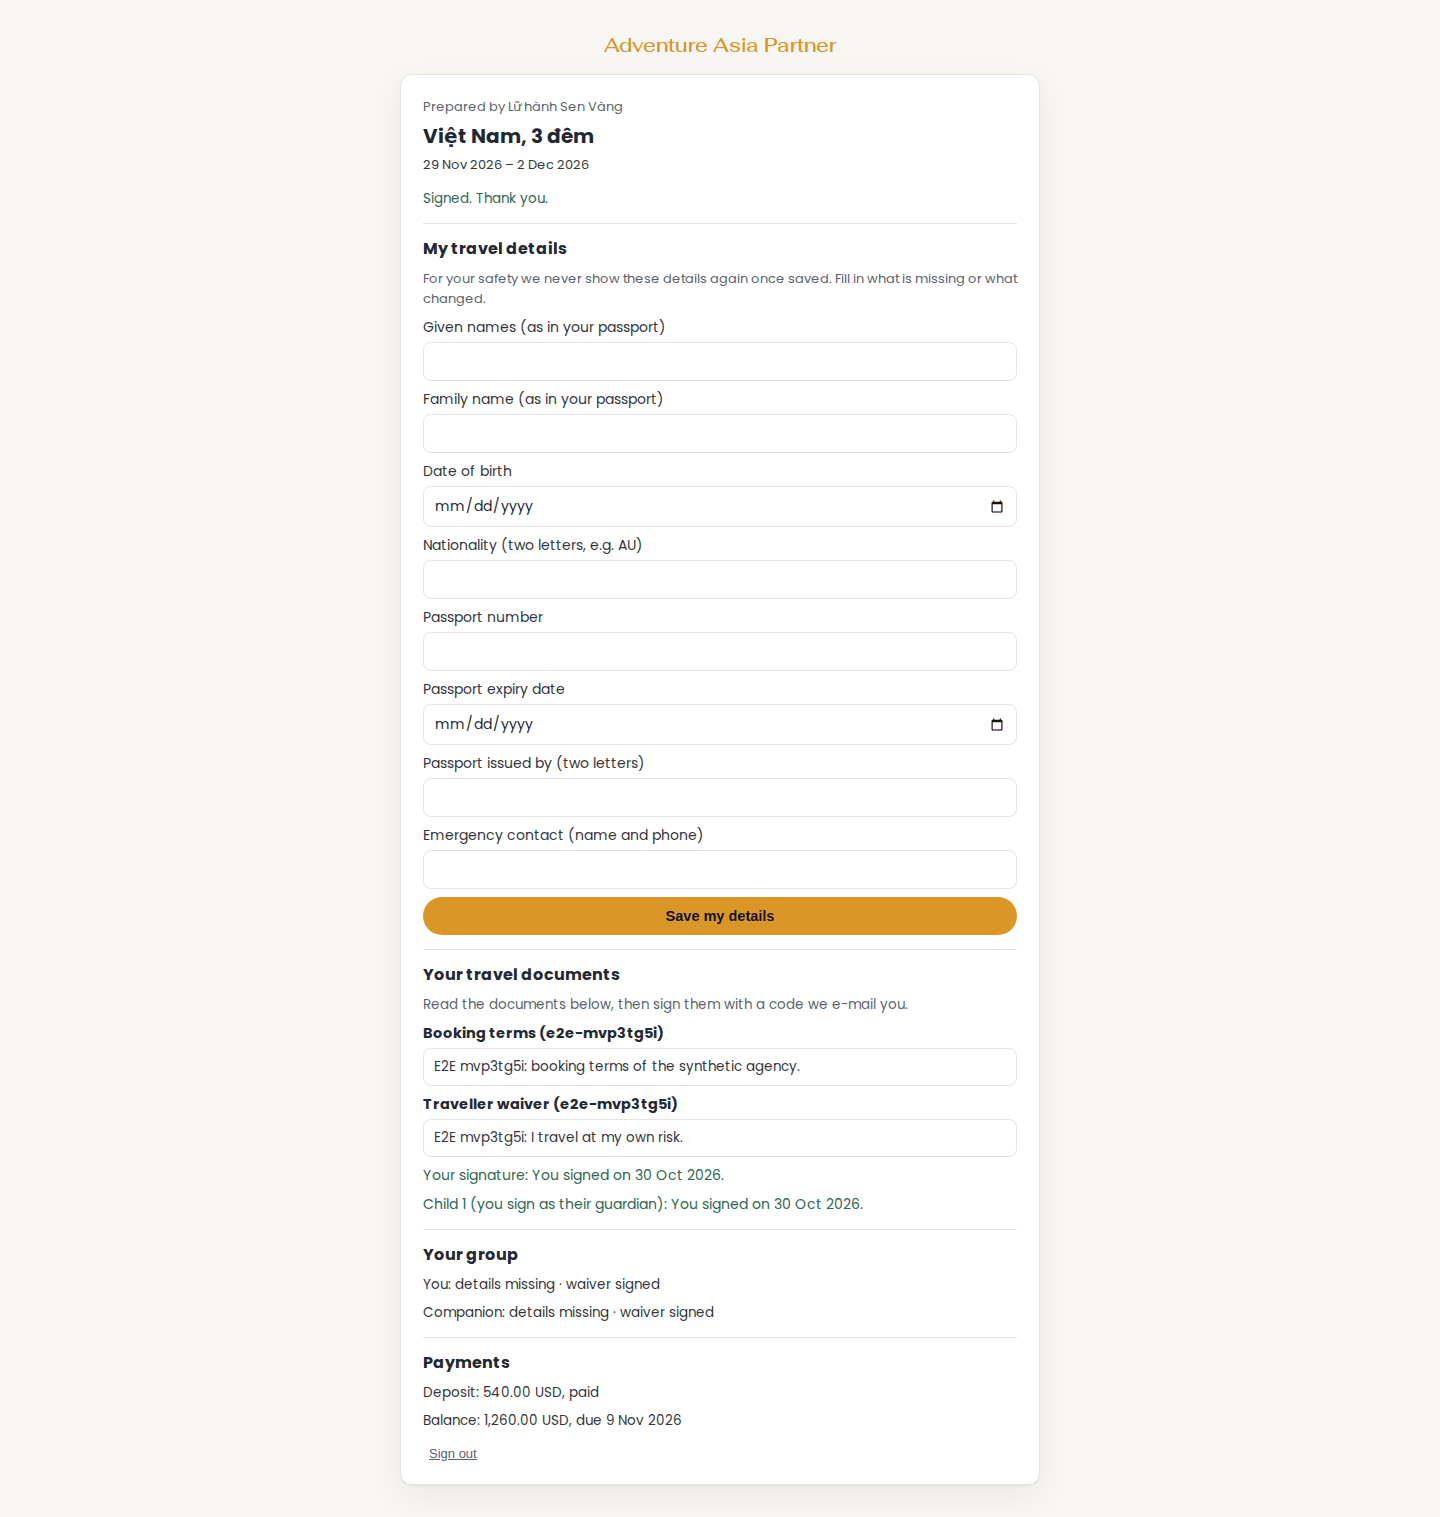 Adventure Asia Partner
Prepared by Lữ hành Sen Vàng
Việt Nam, 3 đêm
29 Nov 2026 – 2 Dec 2026
Signed. Thank you.
My travel details
For your safety we never show these details again once saved. Fill in what is missing or what
changed.
Given names (as in your passport)
Family name (as in your passport)
Date of birth
mm/dd/yyyy
Nationality (two letters, e.g. AU)
Passport number
Passport expiry date
mm/dd/yyyy
Passport issued by (two letters)
Emergency contact (name and phone)
Save my details
Your travel documents
Read the documents below, then sign them with a code we e-mail you.
Booking terms (e2e-mvp3tg5i)
E2E mvp3tg5i: booking terms of the synthetic agency.
Traveller waiver (e2e-mvp3tg5i)
E2E mvp3tg5i: I travel at my own risk.
Your signature: You signed on 30 Oct 2026.
Child 1 (you sign as their guardian): You signed on 30 Oct 2026.
Your group
You: details missing · waiver signed
Companion: details missing · waiver signed
Payments
Deposit: 540.00 USD, paid
Balance: 1,260.00 USD, due 9 Nov 2026
Sign out